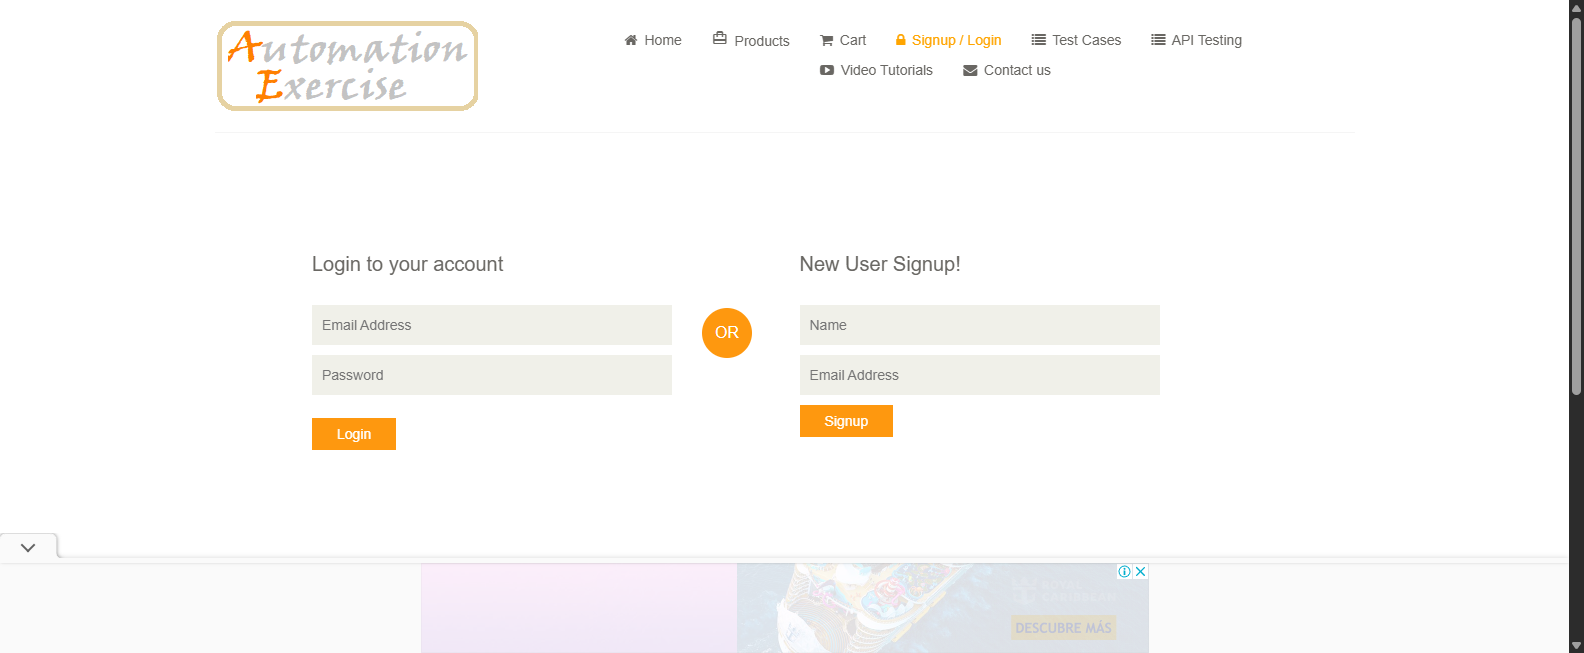 Automation
Exercise
Home
Products
Cart
Signup / Login
Test Cases
API Testing
Video Tutorials
Contact us
Login to your account
Email Address
Password
Login
OR
New User Signup!
Name
Email Address
Signup
DESCUBRE MÁS